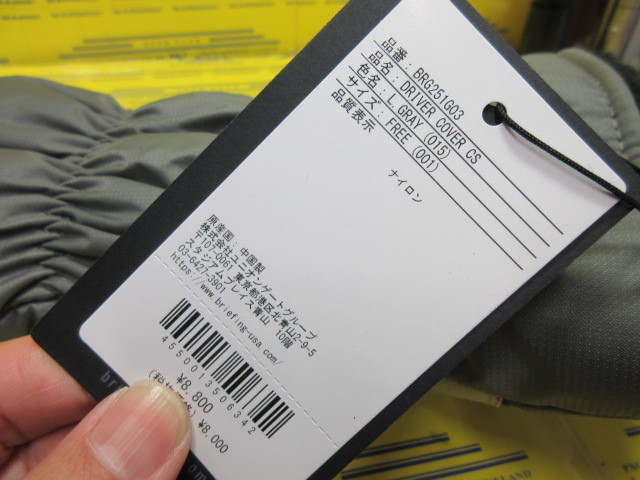 品番: BRG251G03
品名: DRIVER COVER CS
色名: L.GRAY (015)
サイズ: FREE (001)
品質表示
ナイロン
原産国: 中国製
株式会社ユニオンゲートグループ
〒107-0061 東京都港区北青山2-9-5
スタジアムプレイス青山 10階
03-6427-3901
https://www.briefing-usa.com/
4550013506342
¥8,800
¥8,000